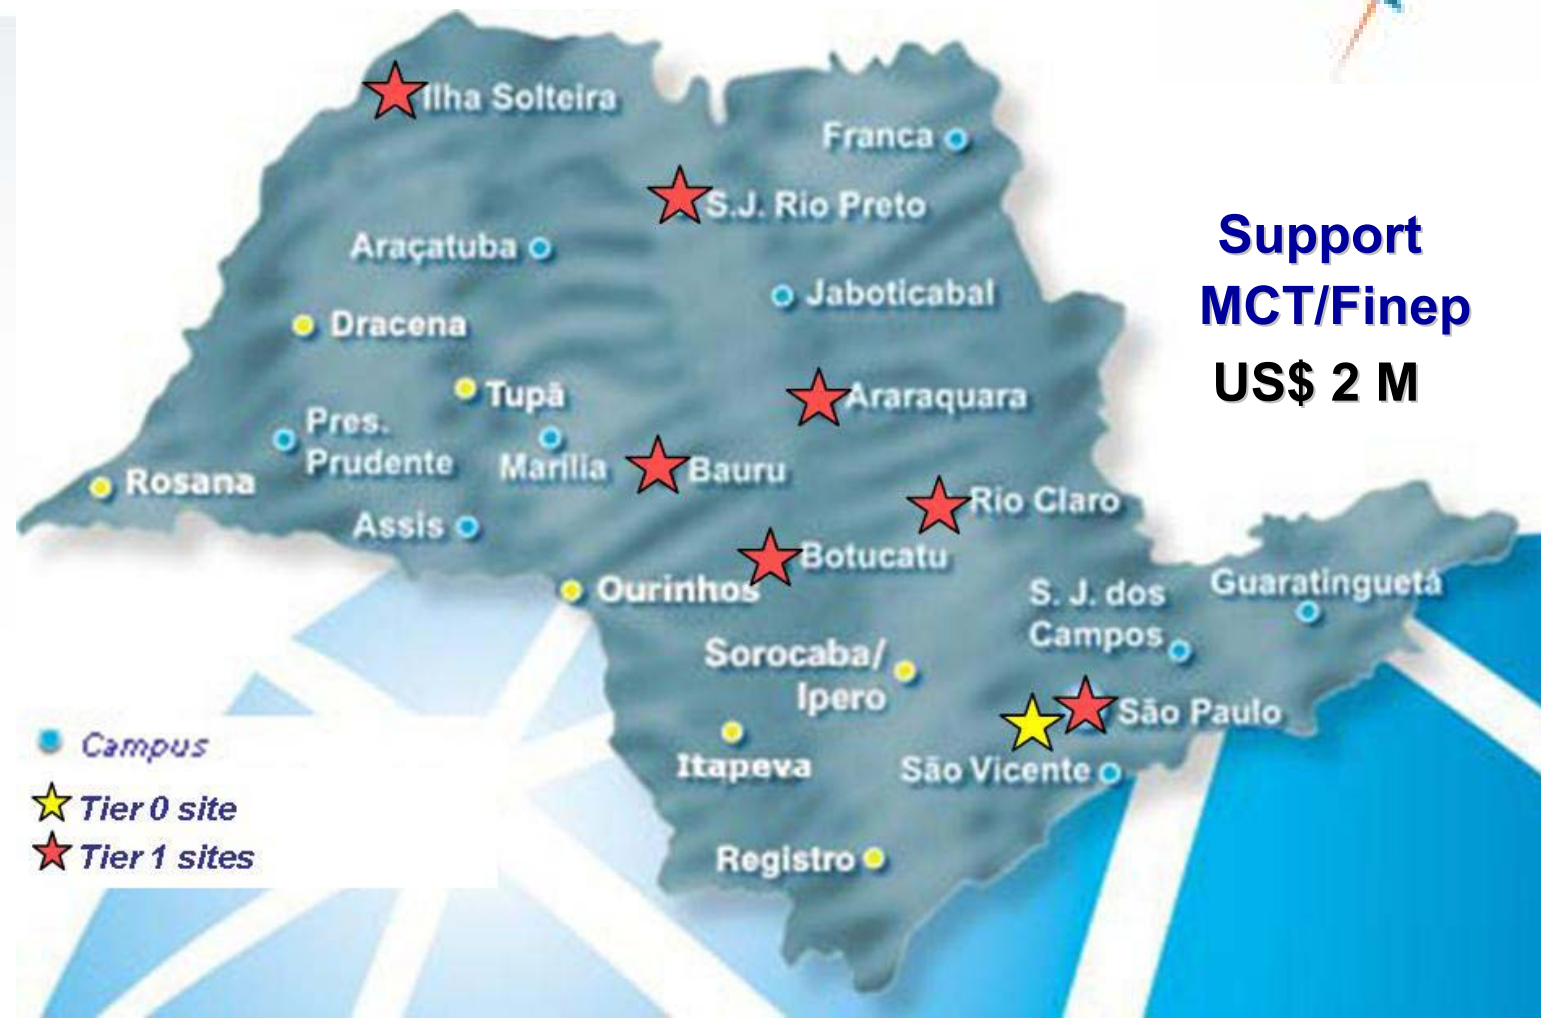 Ilha Solteira
Franca
S.J. Rio Preto
Araçatuba
Jaboticabal
Dracena
Tupã
Araraquara
Pres.
Prudente
Marília
Bauru
Rosana
Rio Claro
Assis
Botucatu
Ourinhos
S. J. dos
Campos
Guaratinguetá
Sorocaba/
Ipero
São Paulo
Itapeva
São Vicente
Registro
Support
MCT/Finep
US$ 2 M
Campus
Tier 0 site
Tier 1 sites